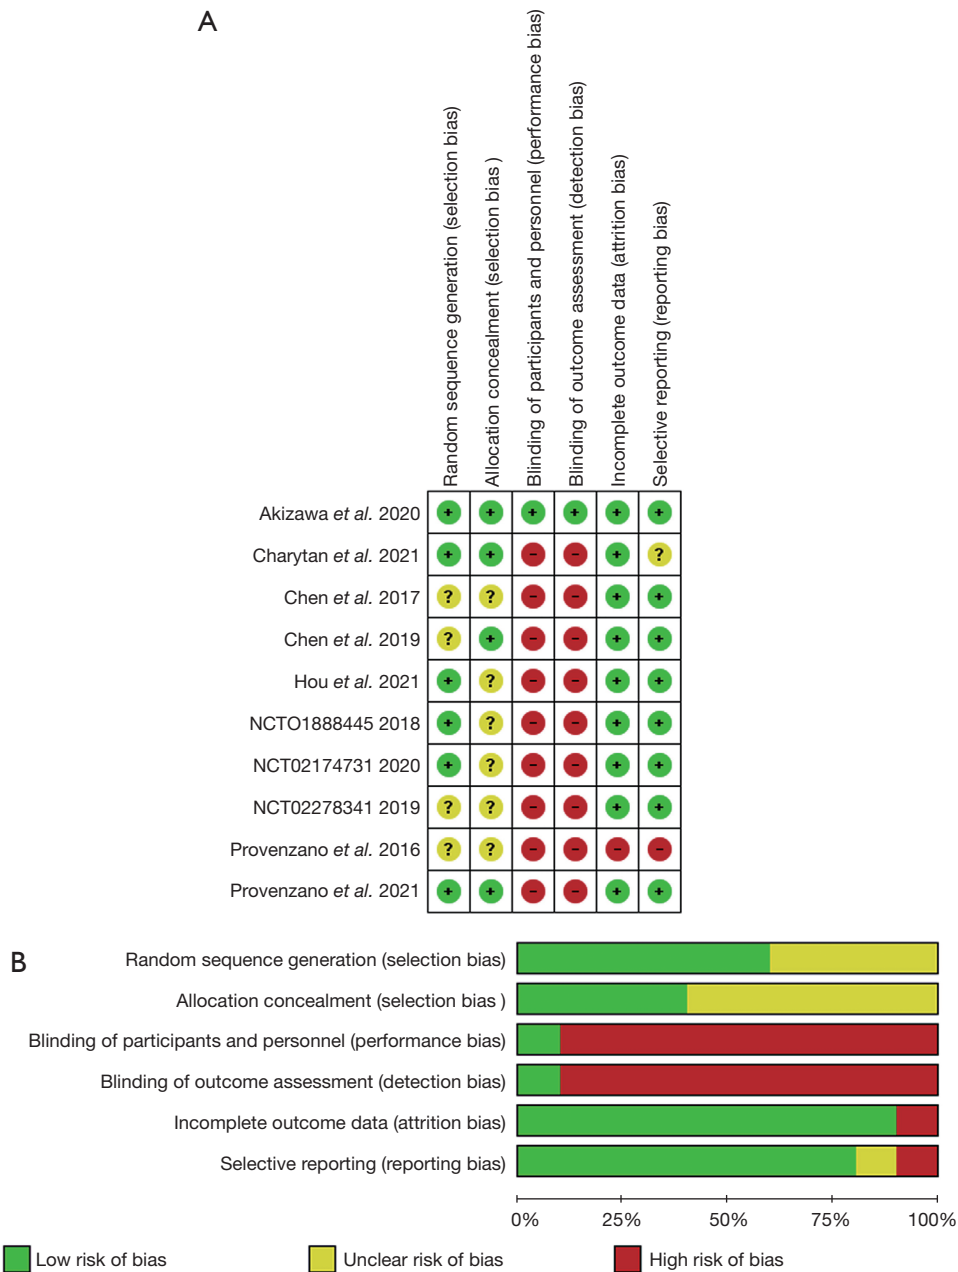 A
Random sequence generation (selection bias)
Allocation concealment (selection bias )
Blinding of participants and personnel (performance bias)
Blinding of outcome assessment (detection bias)
Incomplete outcome data (attrition bias)
Selective reporting (reporting bias)
Akizawa et al. 2020 + + + + + +
Charytan et al. 2021 + + - - + ?
Chen et al. 2017 ? ? - - + +
Chen et al. 2019 ? + - - + +
Hou et al. 2021 + ? - - + +
NCTO1888445 2018 + ? - - + +
NCT02174731 2020 + ? - - + +
NCT02278341 2019 ? ? - - + +
Provenzano et al. 2016 ? ? - - - -
Provenzano et al. 2021 + + - - + +
B
Random sequence generation (selection bias)
Allocation concealment (selection bias )
Blinding of participants and personnel (performance bias)
Blinding of outcome assessment (detection bias)
Incomplete outcome data (attrition bias)
Selective reporting (reporting bias)
0% 25% 50% 75% 100%
Low risk of bias Unclear risk of bias High risk of bias